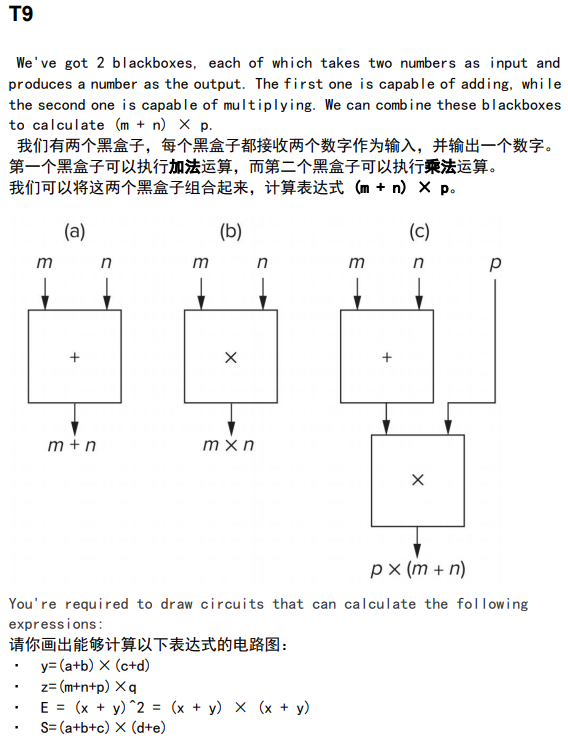 T9
We've got 2 blackboxes, each of which takes two numbers as input and
produces a number as the output. The first one is capable of adding, while
the second one is capable of multiplying. We can combine these blackboxes
to calculate (m + n) × p.
我们有两个黑盒子，每个黑盒子都接收两个数字作为输入，并输出一个数字。
第一个黑盒子可以执行加法运算，而第二个黑盒子可以执行乘法运算。
我们可以将这两个黑盒子组合起来，计算表达式 (m + n) × p。
(a) (b) (c)
m n m n m n p
+ × +
m + n m × n
×
p × (m + n)
You're required to draw circuits that can calculate the following
expressions:
请你画出能够计算以下表达式的电路图：
· y=(a+b)×(c+d)
· z=(m+n+p)×q
· E = (x + y)^2 = (x + y) × (x + y)
· S=(a+b+c)×(d+e)